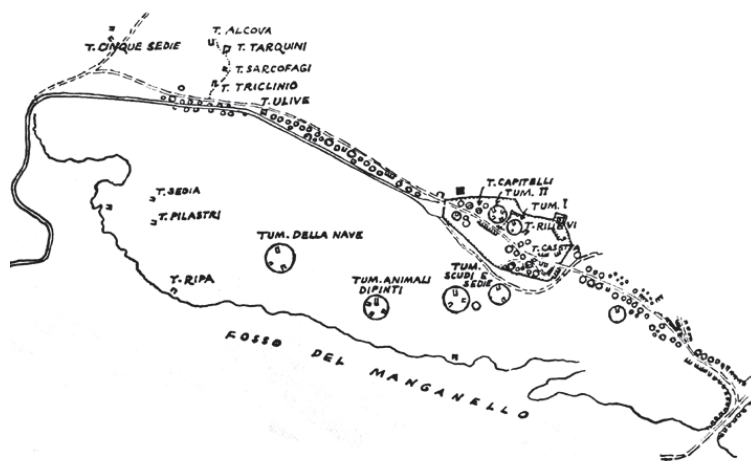 T. ALCOVA
T. CINQUE SEDIE
T. TARQUINI
T. SARCOFAGI
T. TRICLINIO
T. ULIVE
T. CAPITELLI
TUM. II
TUM. I
T. RILIEVI
T. CASETTA
T. SEDIA
T. PILASTRI
TUM. DELLA NAVE
T. RIPA
TUM. ANIMALI
DIPINTI
TUM.
SCUDI E
SEDIE
FOSSO DEL MANGANELLO